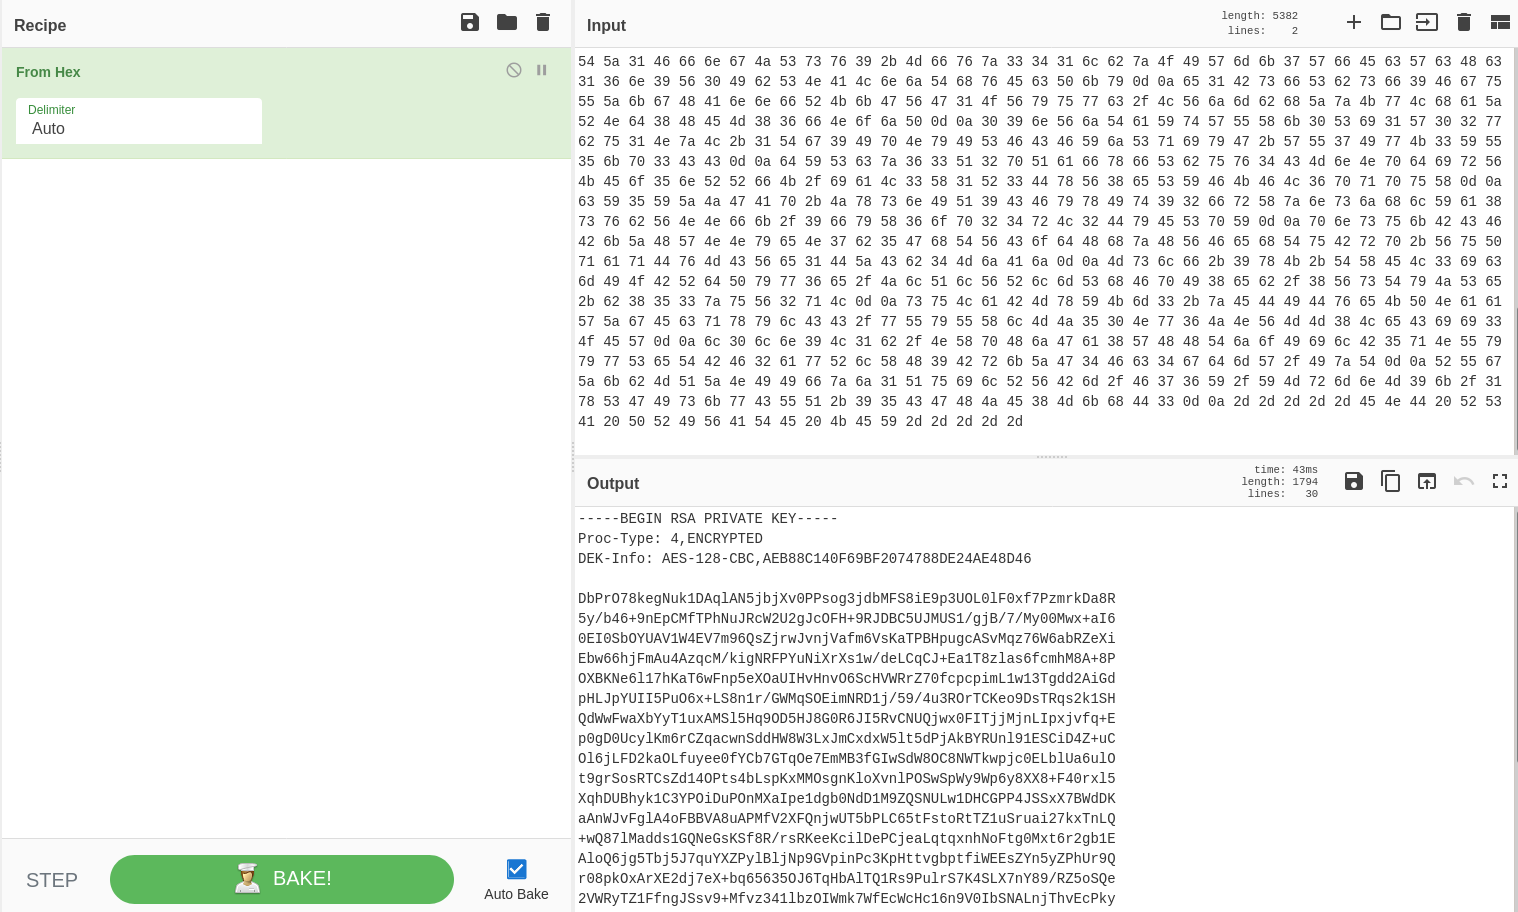 Recipe
From Hex
Delimiter
Auto
STEP
BAKE!
Auto Bake
Input
length: 5382
lines: 2
54 5a 31 46 66 6e 67 4a 53 73 76 39 2b 4d 66 76 7a 33 34 31 6c 62 7a 4f 49 57 6d 6b 37 57 66 45 63 57 63 48 63
31 36 6e 39 56 30 49 62 53 4e 41 4c 6e 6a 54 68 76 45 63 50 6b 79 0d 0a 65 31 42 73 66 53 62 73 66 39 46 67 75
55 5a 6b 67 48 41 6e 6e 66 52 4b 6b 47 56 47 31 4f 56 79 75 77 63 2f 4c 56 6a 6d 62 68 5a 7a 4b 77 4c 68 61 5a
52 4e 64 38 48 45 4d 38 36 66 4e 6f 6a 50 0d 0a 30 39 6e 56 6a 54 61 59 74 57 55 58 6b 30 53 69 31 57 30 32 77
62 75 31 4e 7a 4c 2b 31 54 67 39 49 70 4e 79 49 53 46 43 46 59 6a 53 71 69 79 47 2b 57 55 37 49 77 4b 33 59 55
35 6b 70 33 43 43 0d 0a 64 59 53 63 7a 36 33 51 32 70 51 61 66 78 66 53 62 75 76 34 43 4d 6e 4e 70 64 69 72 56
4b 45 6f 35 6e 52 52 66 4b 2f 69 61 4c 33 58 31 52 33 44 78 56 38 65 53 59 46 4b 46 4c 36 70 71 70 75 58 0d 0a
63 59 35 59 5a 4a 47 41 70 2b 4a 78 73 6e 49 51 39 43 46 79 78 49 74 39 32 66 72 58 7a 6e 73 6a 68 6c 59 61 38
73 76 62 56 4e 4e 66 6b 2f 39 66 79 58 36 6f 70 32 34 72 4c 32 44 79 45 53 70 59 0d 0a 70 6e 73 75 6b 42 43 46
42 6b 5a 48 57 4e 4e 79 65 4e 37 62 35 47 68 54 56 43 6f 64 48 68 7a 48 56 46 65 68 54 75 42 72 70 2b 56 75 50
71 61 71 44 76 4d 43 56 65 31 44 5a 43 62 34 4d 6a 41 6a 0d 0a 4d 73 6c 66 2b 39 78 4b 2b 54 58 45 4c 33 69 63
6d 49 4f 42 52 64 50 79 77 36 65 2f 4a 6c 51 6c 56 52 6c 6d 53 68 46 70 49 38 65 62 2f 38 56 73 54 79 4a 53 65
2b 62 38 35 33 7a 75 56 32 71 4c 0d 0a 73 75 4c 61 42 4d 78 59 4b 6d 33 2b 7a 45 44 49 44 76 65 4b 50 4e 61 61
57 5a 67 45 63 71 78 79 6c 43 43 2f 77 55 79 55 58 6c 4d 4a 35 30 4e 77 36 4a 4e 56 4d 4d 38 4c 65 43 69 69 33
4f 45 57 0d 0a 6c 30 6c 6e 39 4c 31 62 2f 4e 58 70 48 6a 47 61 38 57 48 48 54 6a 6f 49 69 6c 42 35 71 4e 55 79
79 77 53 65 54 42 46 32 61 77 52 6c 58 48 39 42 72 6b 5a 47 34 46 63 34 67 64 6d 57 2f 49 7a 54 0d 0a 52 55 67
5a 6b 62 4d 51 5a 4e 49 49 66 7a 6a 31 51 75 69 6c 52 56 42 6d 2f 46 37 36 59 2f 59 4d 72 6d 6e 4d 39 6b 2f 31
78 53 47 49 73 6b 77 43 55 51 2b 39 35 43 47 48 4a 45 38 4d 6b 68 44 33 0d 0a 2d 2d 2d 2d 2d 45 4e 44 20 52 53
41 20 50 52 49 56 41 54 45 20 4b 45 59 2d 2d 2d 2d 2d
Output
time: 43ms
length: 1794
lines: 30
-----BEGIN RSA PRIVATE KEY-----
Proc-Type: 4,ENCRYPTED
DEK-Info: AES-128-CBC,AEB88C140F69BF2074788DE24AE48D46

DbPrO78kegNuk1DAqlAN5jbjXv0PPsog3jdbMFS8iE9p3UOL0lF0xf7PzmrkDa8R
5y/b46+9nEpCMfTPhNuJRcW2U2gJcOFH+9RJDBC5UJMUS1/gjB/7/My00Mwx+aI6
0EI0SbOYUAV1W4EV7m96QsZjrwJvnjVafm6VsKaTPBHpugcASvMqz76W6abRZeXi
Ebw66hjFmAu4AzqcM/kigNRFPYuNiXrXs1w/deLCqCJ+Ea1T8zlas6fcmhM8A+8P
OXBKNe6l17hKaT6wFnp5eXOaUIHvHnvO6ScHVWRrZ70fcpcpimL1w13Tgdd2AiGd
pHLJpYUII5PuO6x+LS8n1r/GWMqSOEimNRD1j/59/4u3ROrTCKeo9DsTRqs2k1SH
QdWwFwaXbYyT1uxAMSl5Hq9OD5HJ8G0R6JI5RvCNUQjwx0FITjjMjnLIpxjvfq+E
p0gD0UcylKm6rCZqacwnSddHW8W3LxJmCxdxW5lt5dPjAkBYRUnl91ESCiD4Z+uC
Ol6jLFD2kaOLfuyee0fYCb7GTqOe7EmMB3fGIwSdW8OC8NWTkwpjc0ELblUa6ulO
t9grSosRTCsZd14OPts4bLspKxMMOsgnKloXvnlPOSwSpWy9Wp6y8XX8+F40rxl5
XqhDUBhyk1C3YPOiDuPOnMXaIpe1dgb0NdD1M9ZQSNULw1DHCGPP4JSSxX7BWdDK
aAnWJvFglA4oFBBVA8uAPMfV2XFQnjwUT5bPLC65tFstoRtTZ1uSruai27kxTnLQ
+wQ87lMadds1GQNeGsKSf8R/rsRKeeKcilDePCjeaLqtqxnhNoFtg0Mxt6r2gb1E
AloQ6jg5Tbj5J7quYXZPylBljNp9GVpinPc3KpHttvgbptfiWEEsZYn5yZPhUr9Q
r08pkOxArXE2dj7eX+bq65635OJ6TqHbAlTQ1Rs9PulrS7K4SLX7nY89/RZ5oSQe
2VWRyTZ1FfngJSsv9+Mfvz341lbzOIWmk7WfEcWcHc16n9V0IbSNALnjThvEcPky